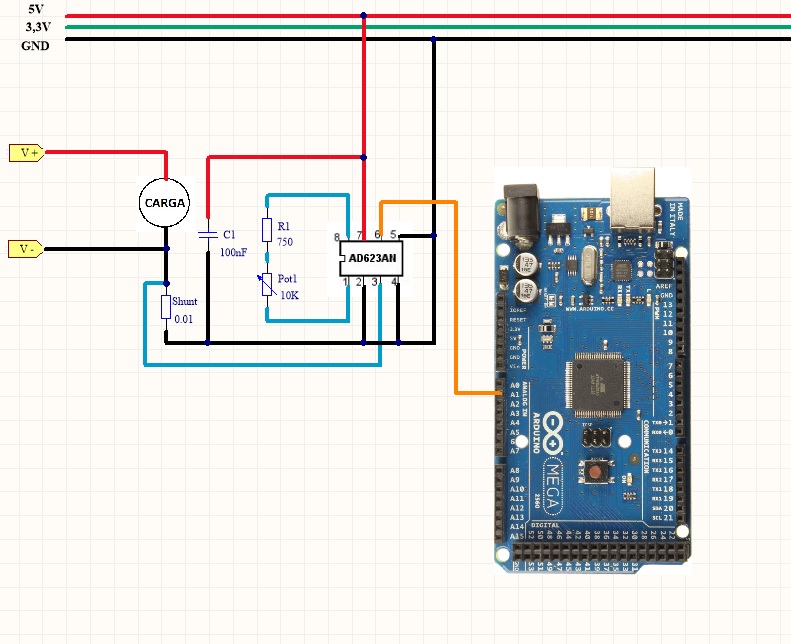 5V
3,3V
GND
V+
CARGA
C1
100nF
R1
750
8 7 6 5
AD623AN
V-
Pot1
10K
1 2 3 4
Shunt
0.01
MADE
IN ITALY
AREF
GND
13
12
11
10
9
8
7
6
5
4
3
2
TX0→1
RX0←0
PWM
WWW.ARDUINO.CC
IOREF
RESET
3.3V
5V
GND
GND
Vin
POWER
A0
A1
A2
A3
A4
A5
A7
ANALOG IN
A8
A9
A10
A11
A12
A13
A14
A15
ICSP
ARDUINO
MEGA
2560
COMMUNICATION
TX3 14
RX3 15
TX2 16
RX2 17
TX1 18
RX1 19
SDA 20
SCL 21
DIGITAL